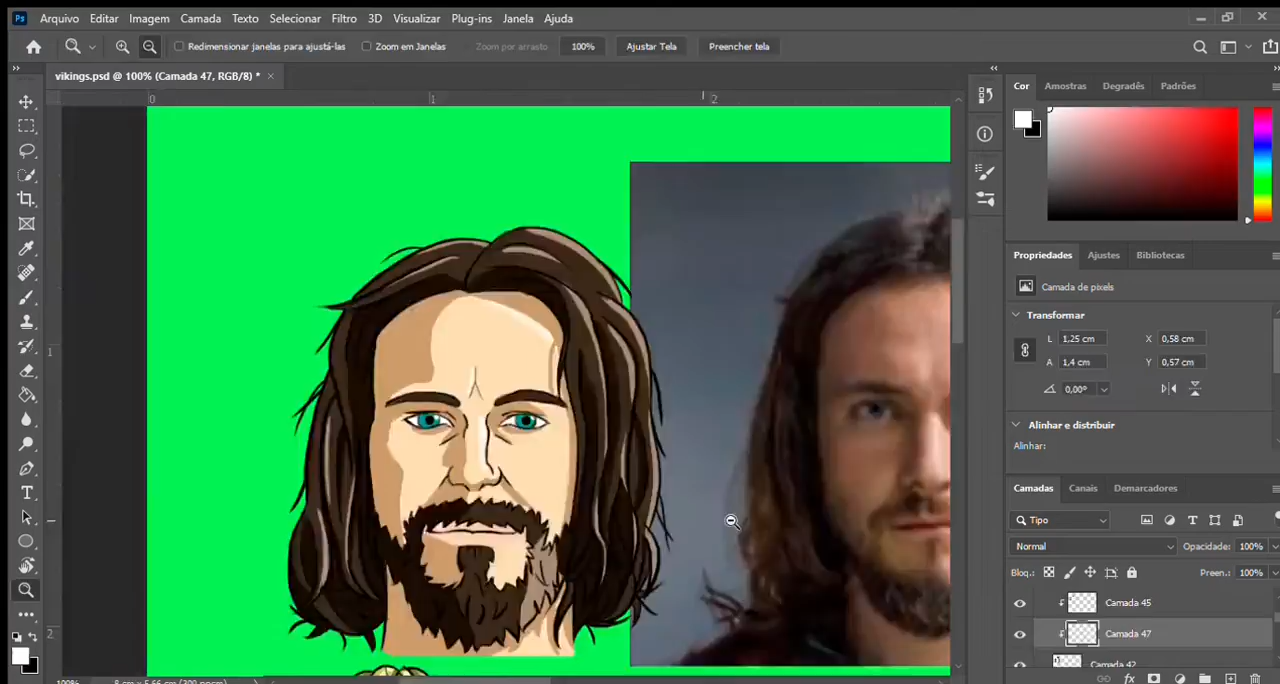 Ps Arquivo Editar Imagem Camada Texto Selecionar Filtro 3D Visualizar Plug-ins Janela Ajuda
Redimensionar janelas para ajustá-las Zoom em Janelas Zoom por arrasto 100% Ajustar Tela Preencher tela
vikings.psd @ 100% (Camada 47, RGB/8) *
0 1 2
1
2
Cor Amostras Degradês Padrões
Propriedades Ajustes Bibliotecas
Camada de pixels
Transformar
L 1,25 cm X 0,58 cm
A 1,4 cm Y 0,57 cm
0,00°
Alinhar e distribuir
Alinhar:
Camadas Canais Demarcadores
Tipo
Normal Opacidade: 100%
Bloq.: Preen.: 100%
Camada 45
Camada 47